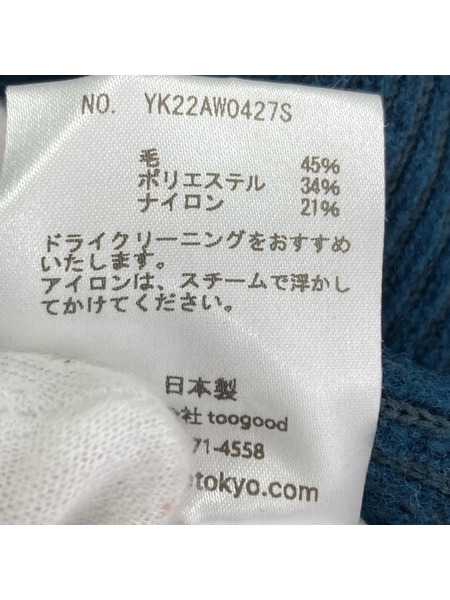 NO. YK22AW0427S
毛 45%
ポリエステル 34%
ナイロン 21%
ドライクリーニングをおすすめ
いたします。
アイロンは、スチームで浮かし
てかけてください。
日本製
社 toogood
71-4558
etokyo.com